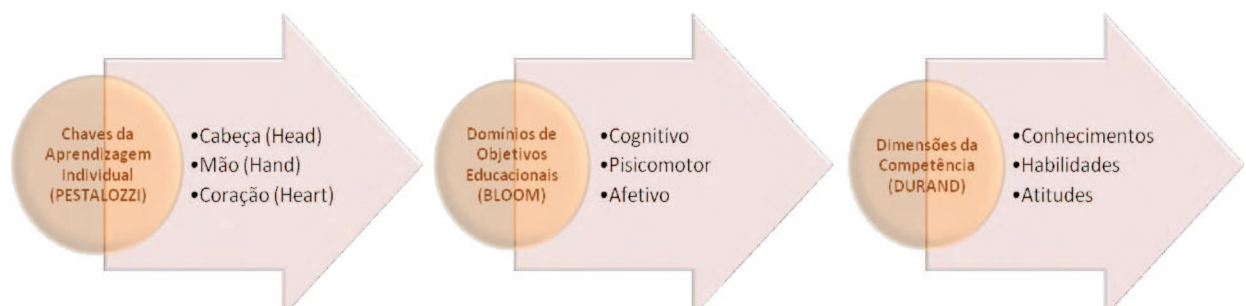 Chaves da
Aprendizagem
Individual
(PESTALOZZI)
•Cabeça (Head)
•Mão (Hand)
•Coração (Heart)
Domínios de
Objetivos
Educacionais
(BLOOM)
•Cognitivo
•Pisicomotor
•Afetivo
Dimensões da
Competência
(DURAND)
•Conhecimentos
•Habilidades
•Atitudes